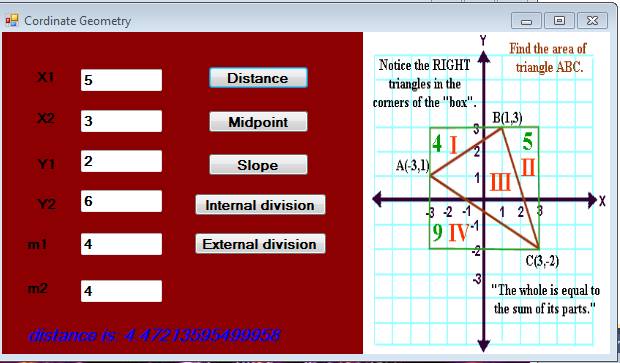 Cordinate Geometry
X1
5
Distance
X2
3
Midpoint
Y1
2
Slope
Y2
6
Internal division
m1
4
External division
m2
4
distance is 4.47213595499958
Y
Find the area of
triangle ABC.
Notice the RIGHT
triangles in the
corners of the "box".
B(1,3)
3
4 I
5
2
II
A(-3,1)
1
III
X
-3 -2 -1 1 2 3
9 IV
-1
-2
C(3,-2)
-3
"The whole is equal to
the sum of its parts."